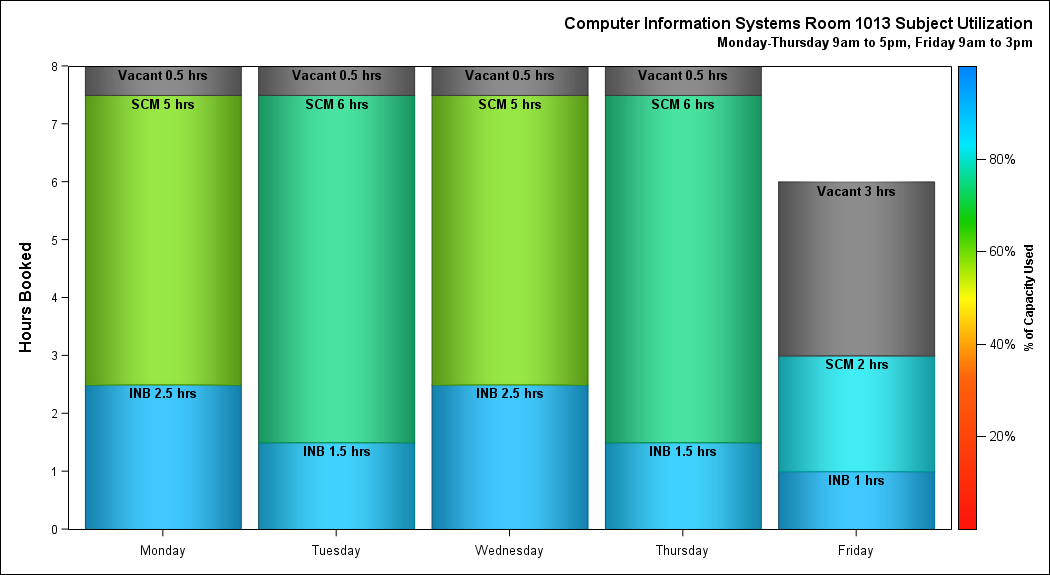 Computer Information Systems Room 1013 Subject Utilization
Monday-Thursday 9am to 5pm, Friday 9am to 3pm
Hours Booked
8
7
6
5
4
3
2
1
0
Vacant 0.5 hrs
SCM 5 hrs
INB 2.5 hrs
Monday
Vacant 0.5 hrs
SCM 6 hrs
INB 1.5 hrs
Tuesday
Vacant 0.5 hrs
SCM 5 hrs
INB 2.5 hrs
Wednesday
Vacant 0.5 hrs
SCM 6 hrs
INB 1.5 hrs
Thursday
Vacant 3 hrs
SCM 2 hrs
INB 1 hrs
Friday
80%
60%
40%
20%
% of Capacity Used